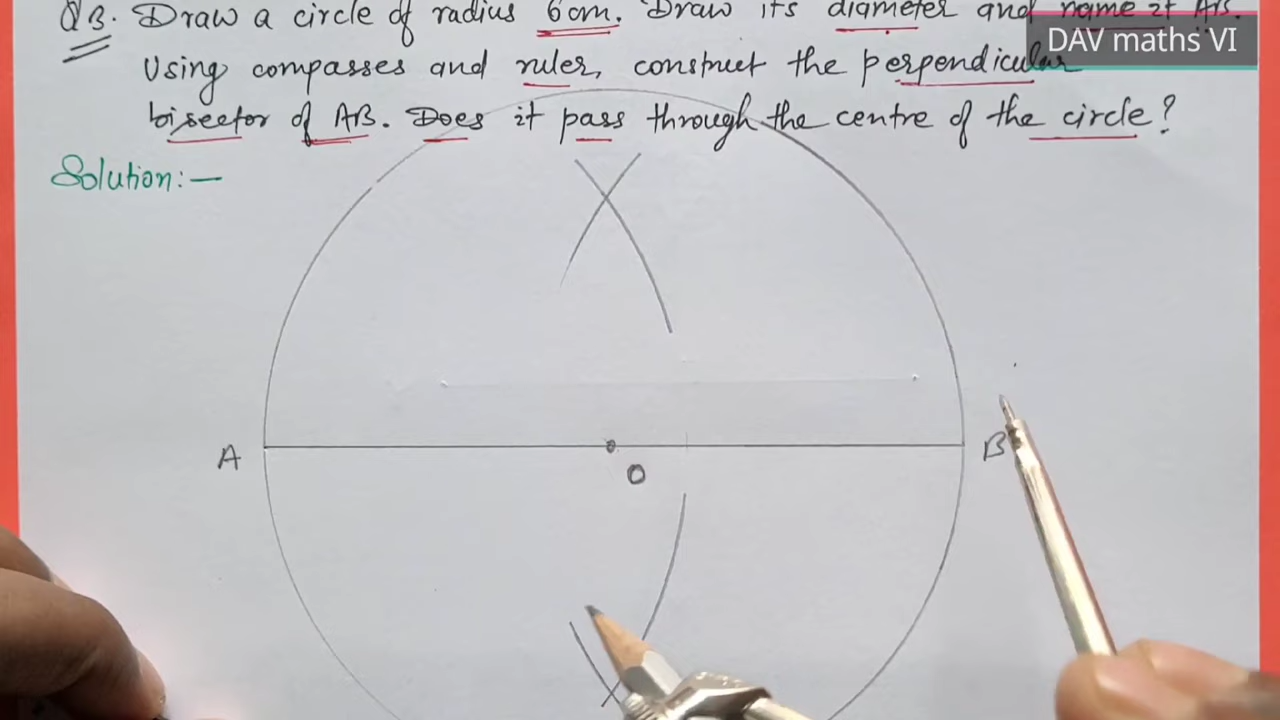 Q3. Draw a circle of radius 6cm. Draw its diameter and name it AB.
DAV maths VI
Using compasses and ruler, construct the perpendicular
bisector of AB. Does it pass through the centre of the circle?
Solution:—
A
B
O